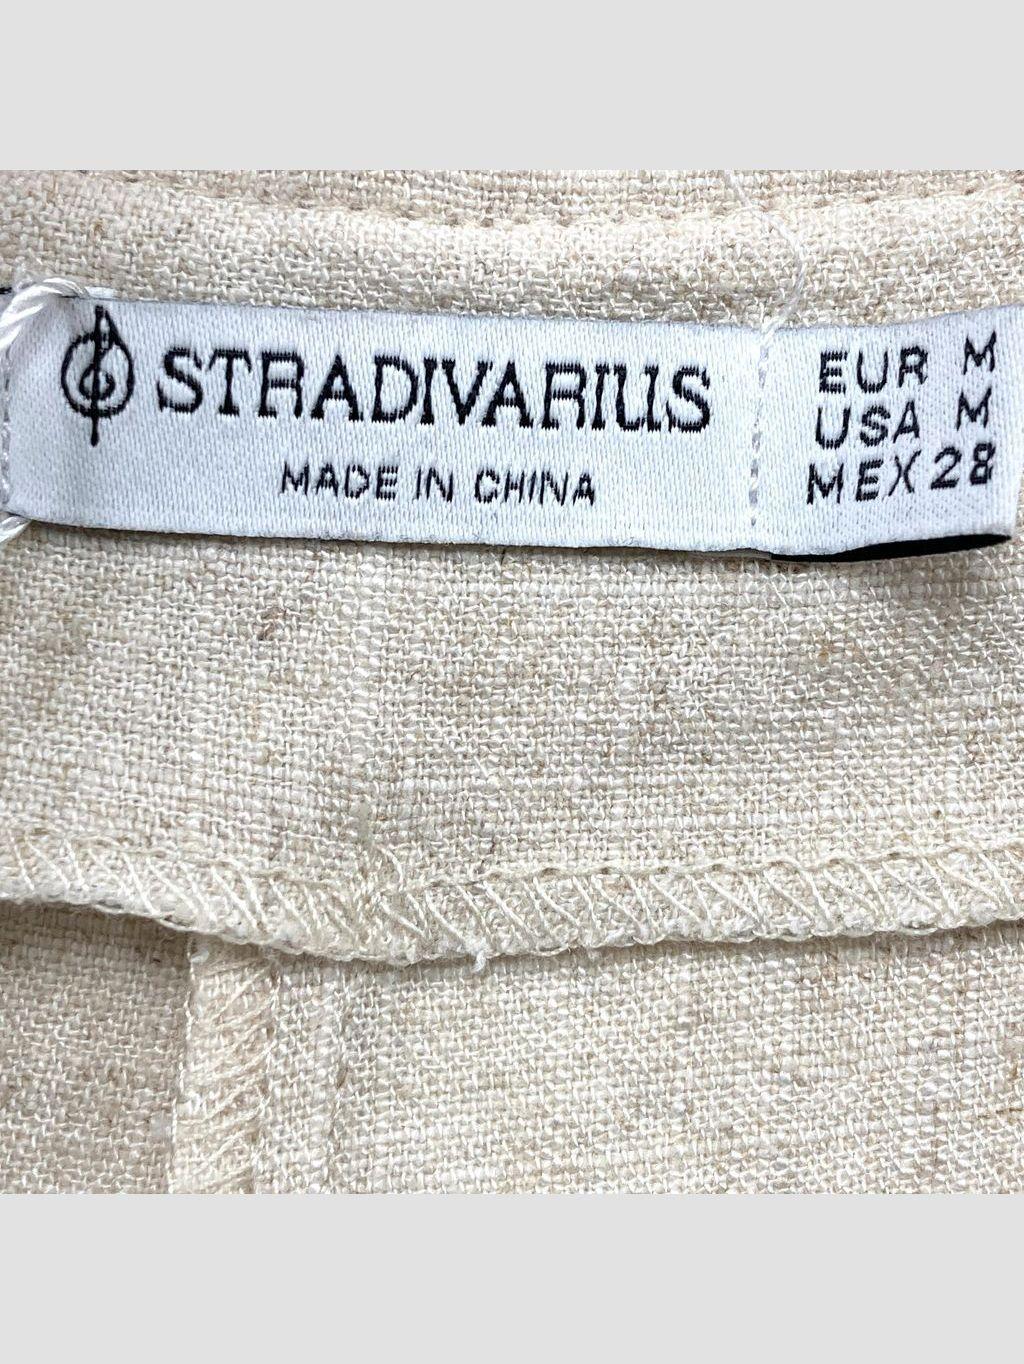 STRADIVARIUS
MADE IN CHINA
EUR M
USA M
MEX 28